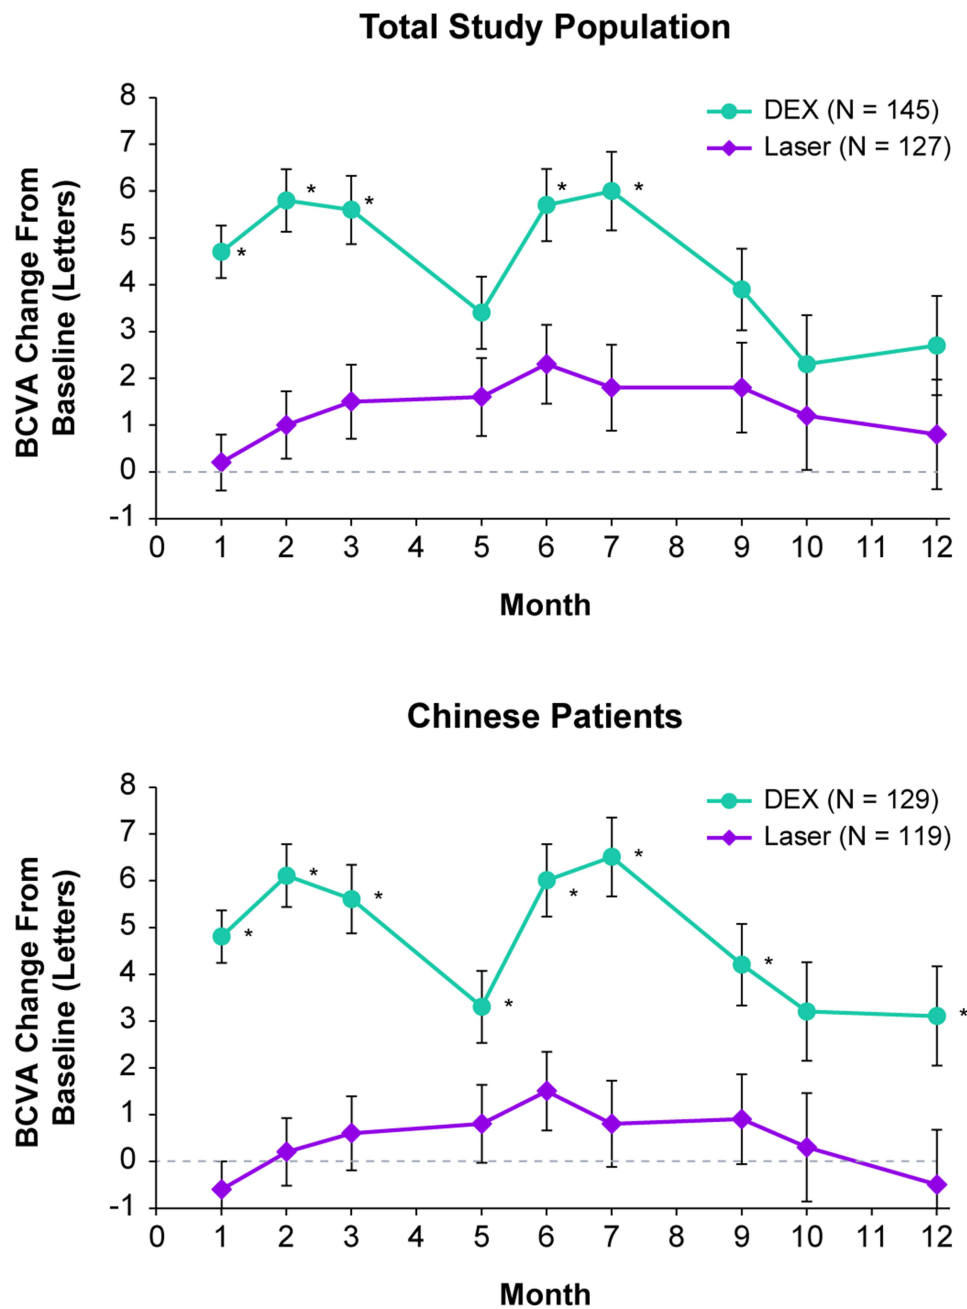 Total Study Population
DEX (N = 145)
Laser (N = 127)
BCVA Change From
Baseline (Letters)
8
7
6
5
4
3
2
1
0
-1
* * * * *
0 1 2 3 4 5 6 7 8 9 10 11 12
Month
Chinese Patients
DEX (N = 129)
Laser (N = 119)
BCVA Change From
Baseline (Letters)
8
7
6
5
4
3
2
1
0
-1
* * * * * * * *
0 1 2 3 4 5 6 7 8 9 10 11 12
Month